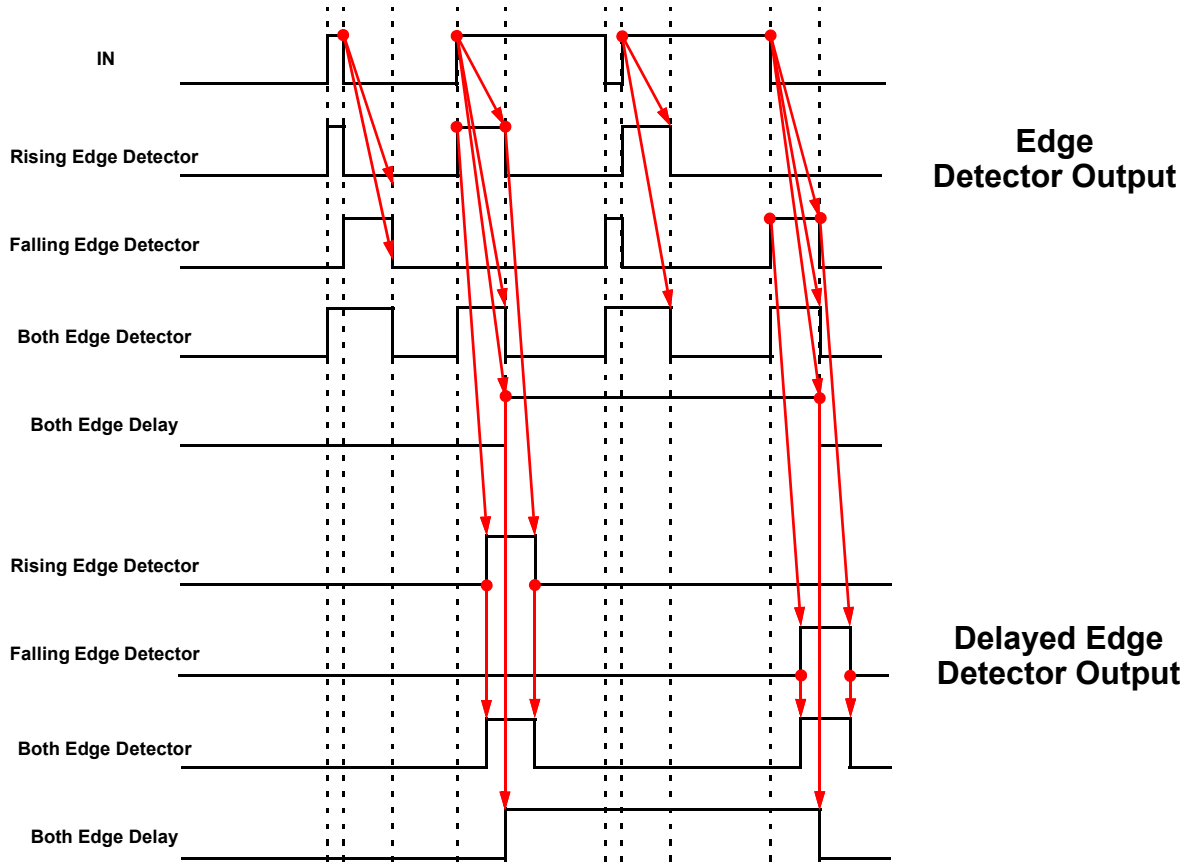 IN
Rising Edge Detector
Edge
Detector Output
Falling Edge Detector
Both Edge Detector
Both Edge Delay
Rising Edge Detector
Falling Edge Detector
Delayed Edge
Detector Output
Both Edge Detector
Both Edge Delay